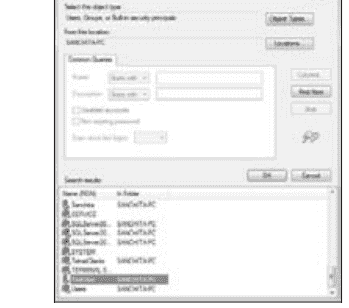 Select this object type:
Users, Groups, or Built-in security principals
Object Types...
From this location:
SANCHITA-PC
Locations...
Common Queries
Name:
Starts with
Columns...
Description:
Starts with
Find Now
Disabled accounts
Stop
Non expiring password
Days since last logon:
OK
Cancel
Search results:
Name (RDN)
In Folder
Sanchita
SANCHITA-PC
SERVICE
SQLServer20...
SANCHITA-PC
SQLServer20...
SANCHITA-PC
SQLServer20...
SANCHITA-PC
SYSTEM
TelnetClients
SANCHITA-PC
TERMINAL S...
SANCHITA-PC
Users
SANCHITA-PC